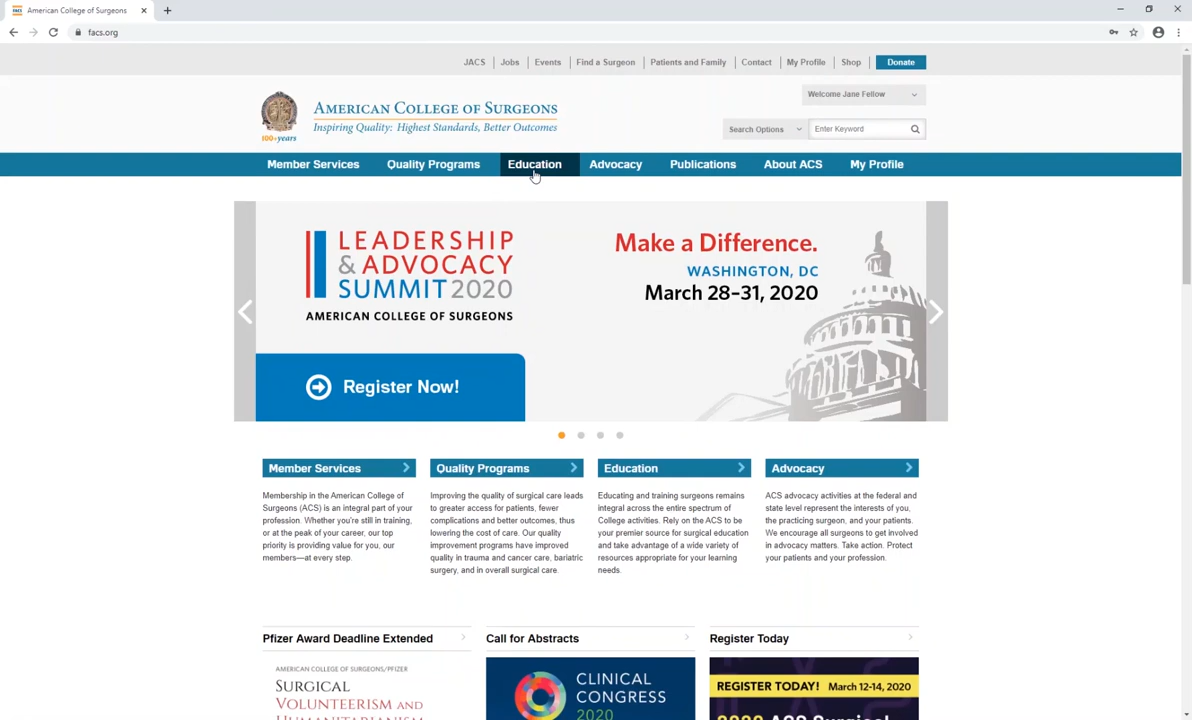 American College of Surgeons
facs.org
JACS Jobs Events Find a Surgeon Patients and Family Contact My Profile Shop Donate
Welcome Jane Fellow
100+years
AMERICAN COLLEGE OF SURGEONS
Inspiring Quality: Highest Standards, Better Outcomes
Search Options Enter Keyword
Member Services Quality Programs Education Advocacy Publications About ACS My Profile
LEADERSHIP
& ADVOCACY
SUMMIT 2020
AMERICAN COLLEGE OF SURGEONS
Make a Difference.
WASHINGTON, DC
March 28–31, 2020
Register Now!
Member Services
Membership in the American College of
Surgeons (ACS) is an integral part of your
profession. Whether you're still in training,
or at the peak of your career, our top
priority is providing value for you, our
members—at every step.
Quality Programs
Improving the quality of surgical care leads
to greater access for patients, fewer
complications and better outcomes, thus
lowering the cost of care. Our quality
improvement programs have improved
quality in trauma and cancer care, bariatric
surgery, and in overall surgical care.
Education
Educating and training surgeons remains
integral across the entire spectrum of
College activities. Rely on the ACS to be
your premier source for surgical education
and take advantage of a wide variety of
resources appropriate for your learning
needs.
Advocacy
ACS advocacy activities at the federal and
state level represent the interests of you,
the practicing surgeon, and your patients.
We encourage all surgeons to get involved
in advocacy matters. Take action. Protect
your patients and your profession.
Pfizer Award Deadline Extended
AMERICAN COLLEGE OF SURGEONS/PFIZER
SURGICAL
VOLUNTEERISM AND
HUMANITARIANISM
Call for Abstracts
CLINICAL
CONGRESS
2020
Register Today
REGISTER TODAY! March 12-14, 2020
2020 ACS Surgical